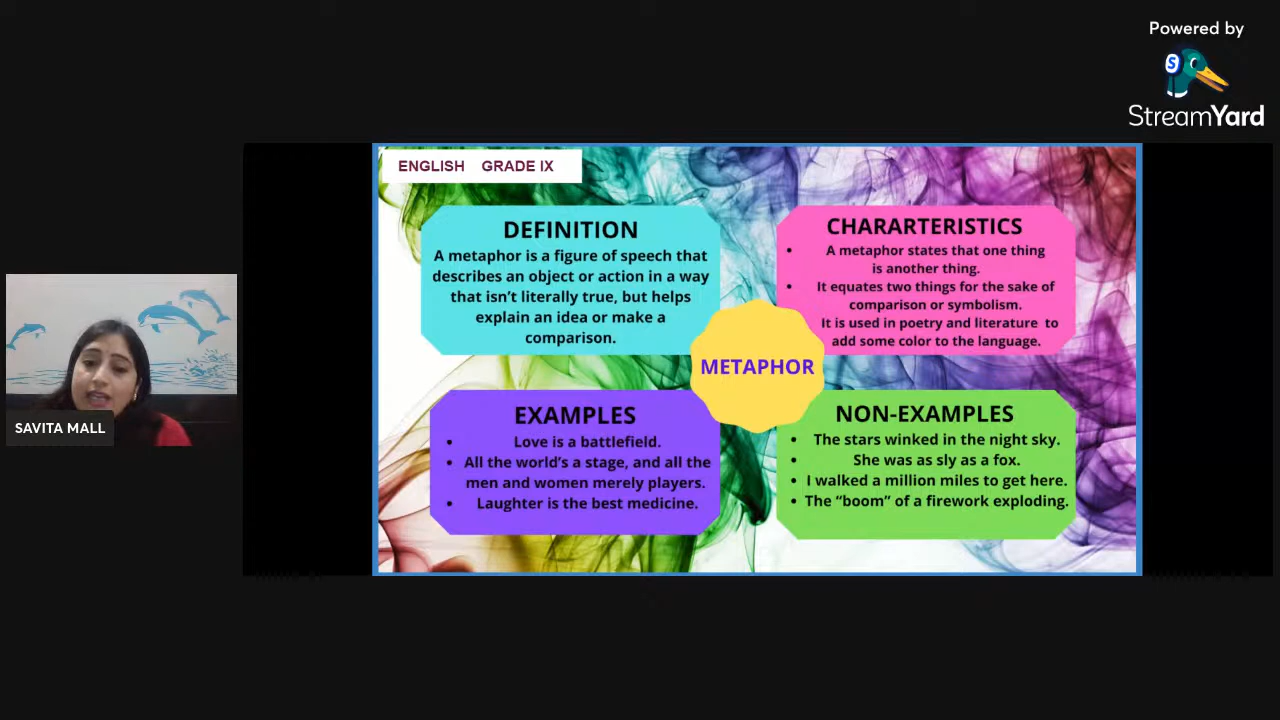 Powered by
StreamYard
ENGLISH GRADE IX
DEFINITION
A metaphor is a figure of speech that
describes an object or action in a way
that isn't literally true, but helps
explain an idea or make a
comparison.
CHARARTERISTICS
• A metaphor states that one thing
is another thing.
• It equates two things for the sake of
comparison or symbolism.
It is used in poetry and literature to
add some color to the language.
METAPHOR
EXAMPLES
• Love is a battlefield.
• All the world's a stage, and all the
men and women merely players.
• Laughter is the best medicine.
NON-EXAMPLES
• The stars winked in the night sky.
• She was as sly as a fox.
• I walked a million miles to get here.
• The “boom” of a firework exploding.
SAVITA MALL